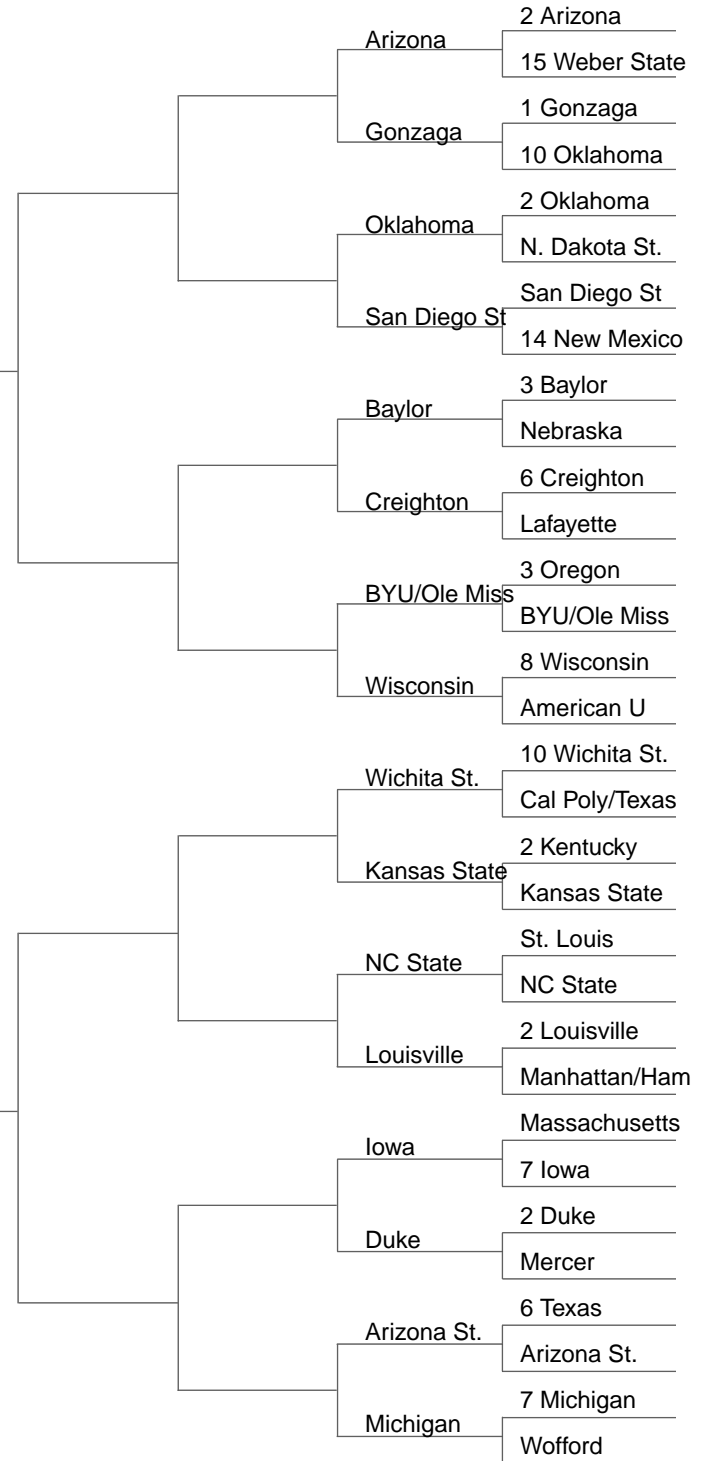 2 Arizona
Arizona
15 Weber State
1 Gonzaga
Gonzaga
10 Oklahoma
2 Oklahoma
Oklahoma
N. Dakota St.
San Diego St
San Diego St
14 New Mexico
3 Baylor
Baylor
Nebraska
6 Creighton
Creighton
Lafayette
3 Oregon
BYU/Ole Miss
BYU/Ole Miss
8 Wisconsin
Wisconsin
American U
10 Wichita St.
Wichita St.
Cal Poly/Texas
2 Kentucky
Kansas State
Kansas State
St. Louis
NC State
NC State
2 Louisville
Louisville
Manhattan/Ham
Massachusetts
Iowa
7 Iowa
2 Duke
Duke
Mercer
6 Texas
Arizona St.
Arizona St.
7 Michigan
Michigan
Wofford